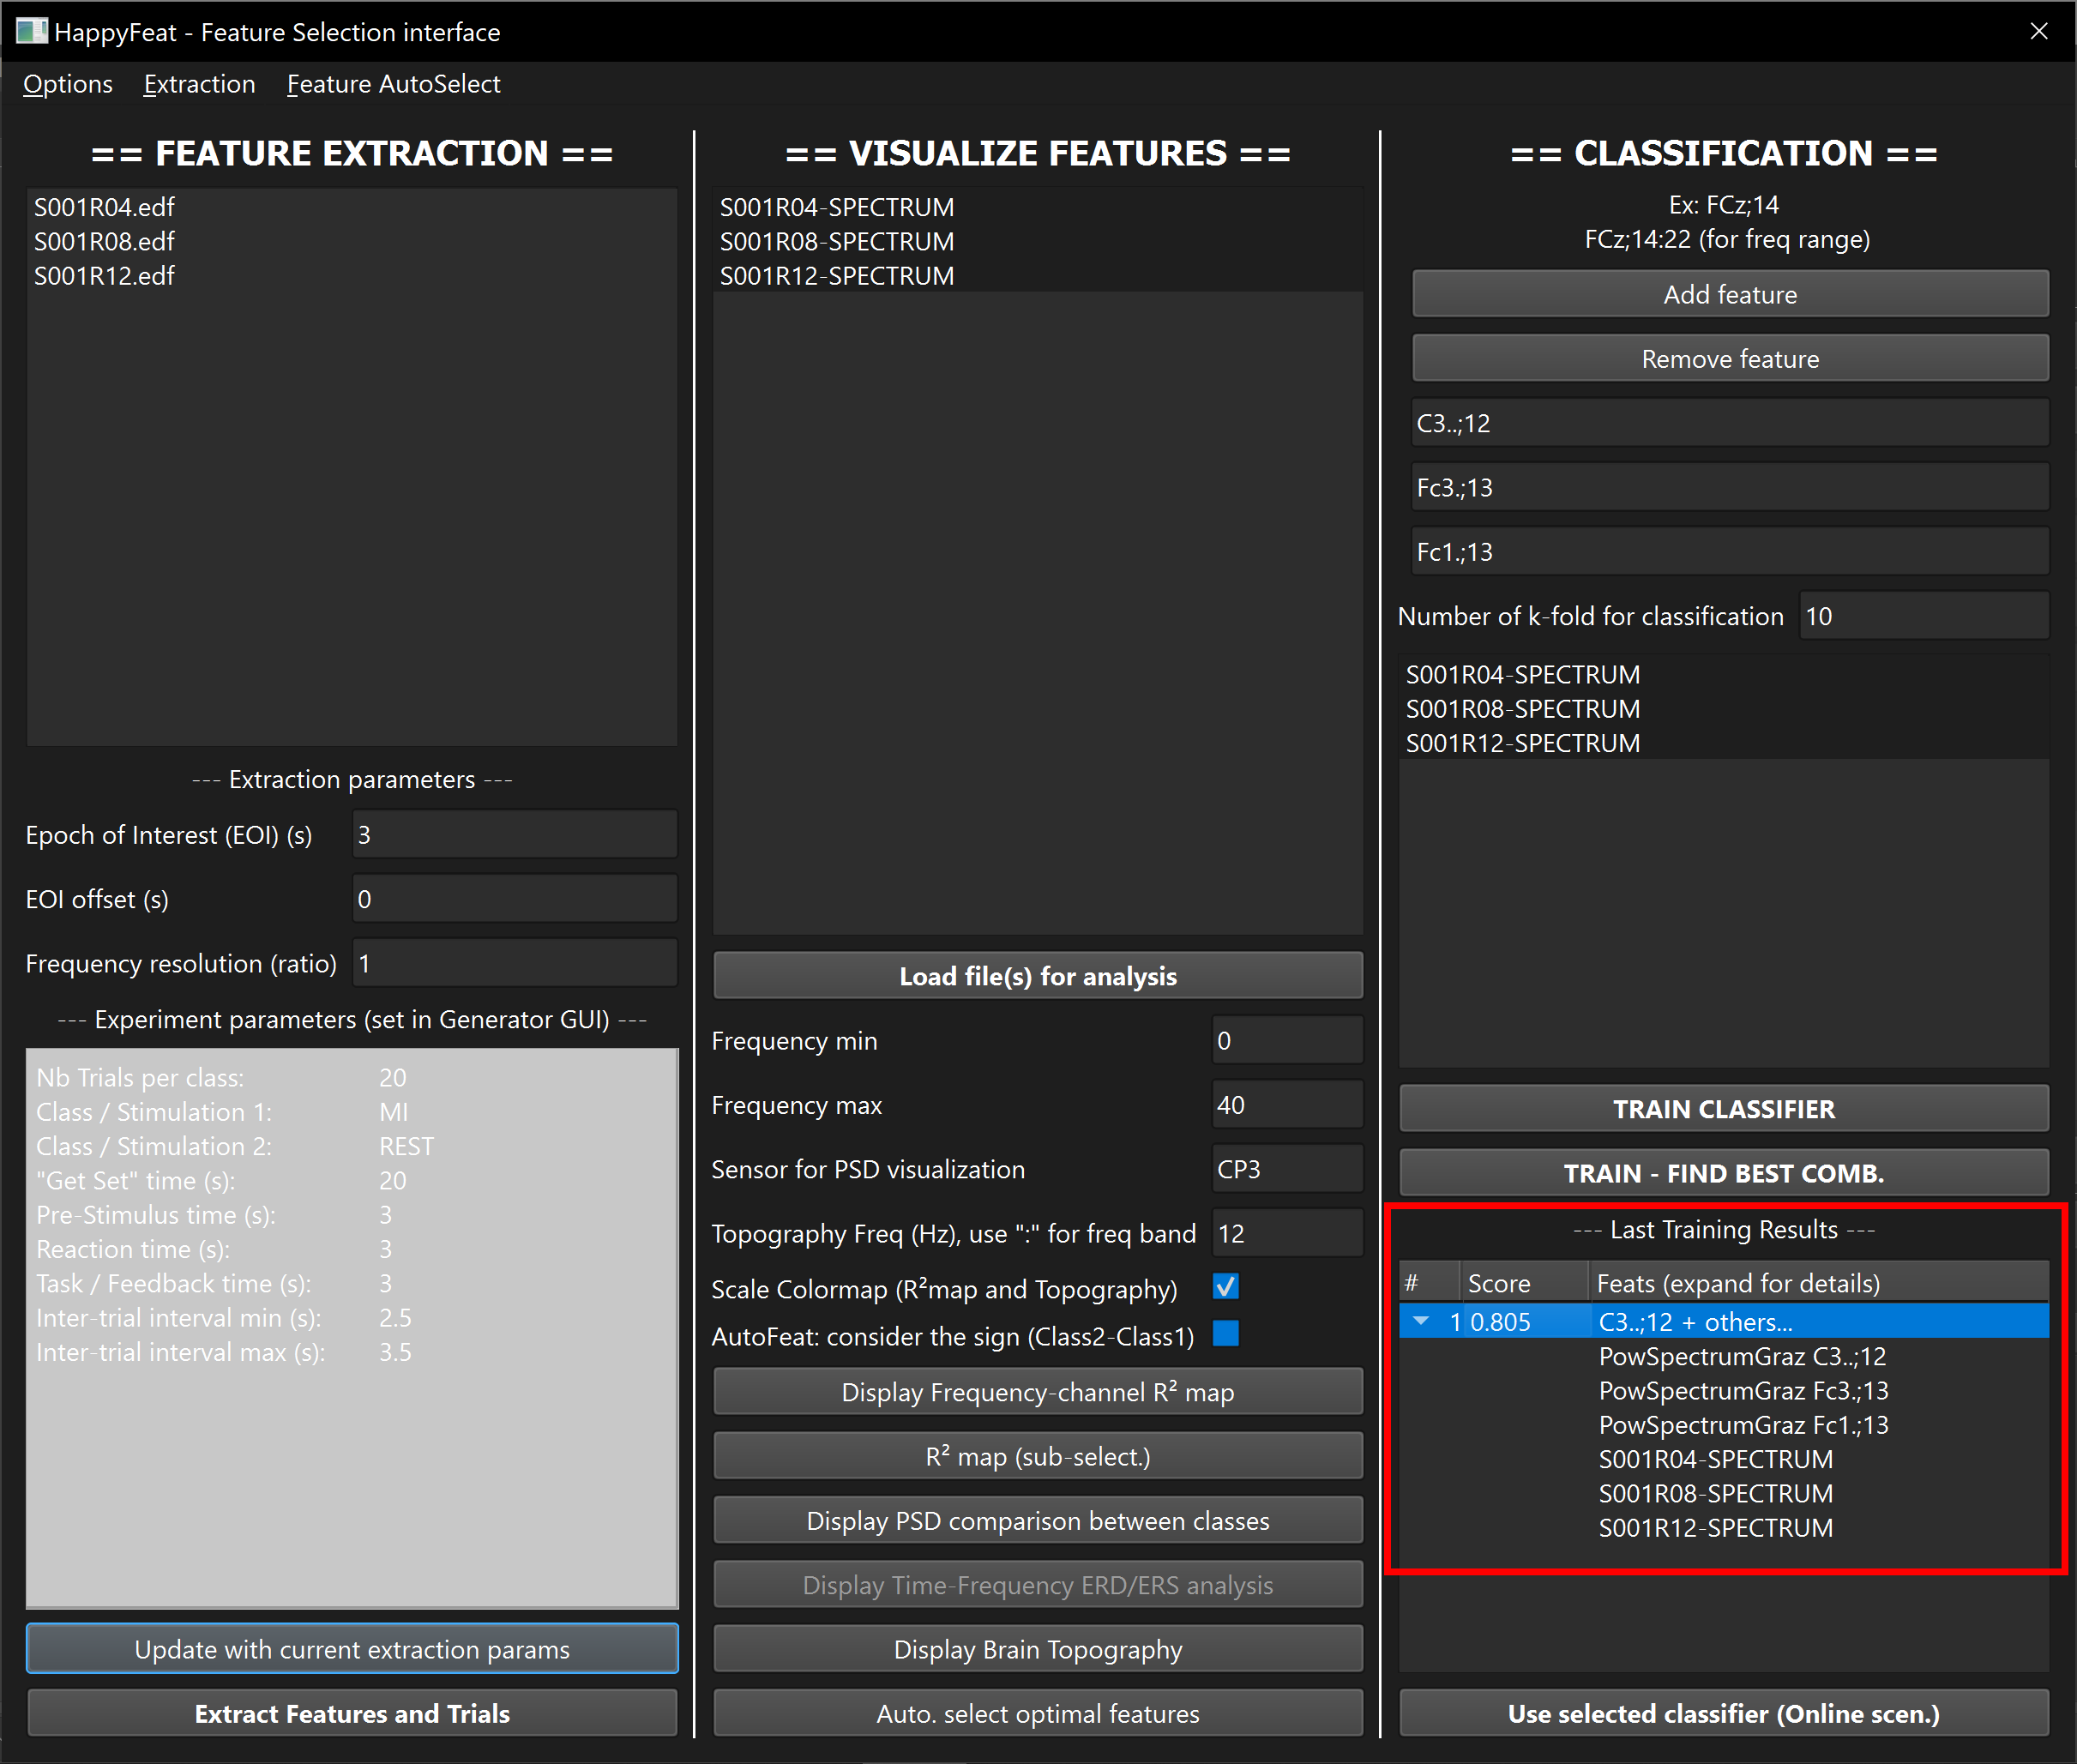 HappyFeat - Feature Selection interface
Options Extraction Feature AutoSelect
== FEATURE EXTRACTION ==
S001R04.edf
S001R08.edf
S001R12.edf
--- Extraction parameters ---
Epoch of Interest (EOI) (s) 3
EOI offset (s) 0
Frequency resolution (ratio) 1
--- Experiment parameters (set in Generator GUI) ---
Nb Trials per class: 20
Class / Stimulation 1: MI
Class / Stimulation 2: REST
"Get Set" time (s): 20
Pre-Stimulus time (s): 3
Reaction time (s): 3
Task / Feedback time (s): 3
Inter-trial interval min (s): 2.5
Inter-trial interval max (s): 3.5
Update with current extraction params
Extract Features and Trials
== VISUALIZE FEATURES ==
S001R04-SPECTRUM
S001R08-SPECTRUM
S001R12-SPECTRUM
Load file(s) for analysis
Frequency min 0
Frequency max 40
Sensor for PSD visualization CP3
Topography Freq (Hz), use ":" for freq band 12
Scale Colormap (R²map and Topography)
AutoFeat: consider the sign (Class2-Class1)
Display Frequency-channel R² map
R² map (sub-select.)
Display PSD comparison between classes
Display Time-Frequency ERD/ERS analysis
Display Brain Topography
Auto. select optimal features
== CLASSIFICATION ==
Ex: FCz;14
FCz;14:22 (for freq range)
Add feature
Remove feature
C3..;12
Fc3.;13
Fc1.;13
Number of k-fold for classification 10
S001R04-SPECTRUM
S001R08-SPECTRUM
S001R12-SPECTRUM
TRAIN CLASSIFIER
TRAIN - FIND BEST COMB.
--- Last Training Results ---
# Score Feats (expand for details)
1 0.805 C3..;12 + others...
PowSpectrumGraz C3..;12
PowSpectrumGraz Fc3.;13
PowSpectrumGraz Fc1.;13
S001R04-SPECTRUM
S001R08-SPECTRUM
S001R12-SPECTRUM
Use selected classifier (Online scen.)